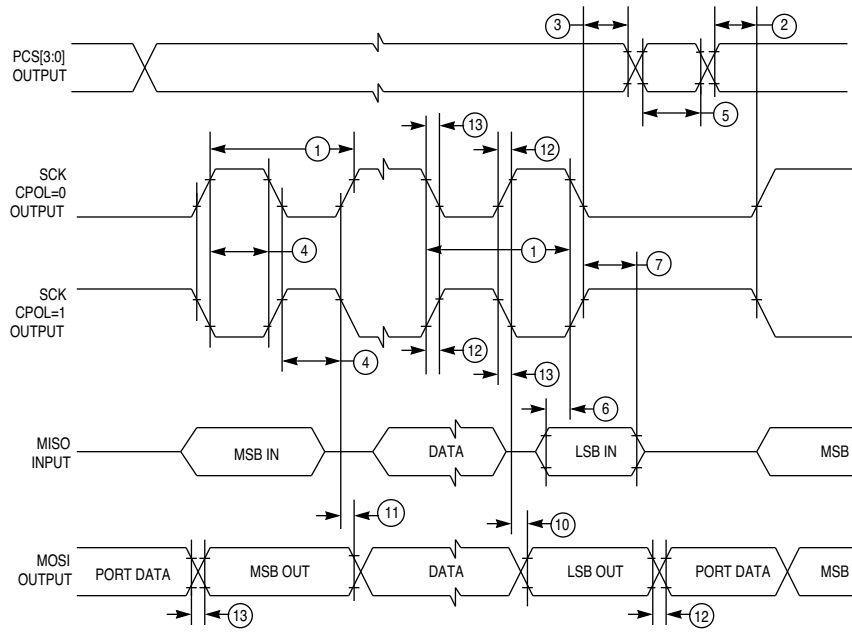 3
2
PCS[3:0]
OUTPUT
5
13
1
12
SCK
CPOL=0
OUTPUT
4
1
7
SCK
CPOL=1
OUTPUT
12
4
13
6
MISO
INPUT
MSB IN
DATA
LSB IN
MSB
11
10
MOSI
OUTPUT
PORT DATA
MSB OUT
DATA
LSB OUT
PORT DATA
MSB
13
12